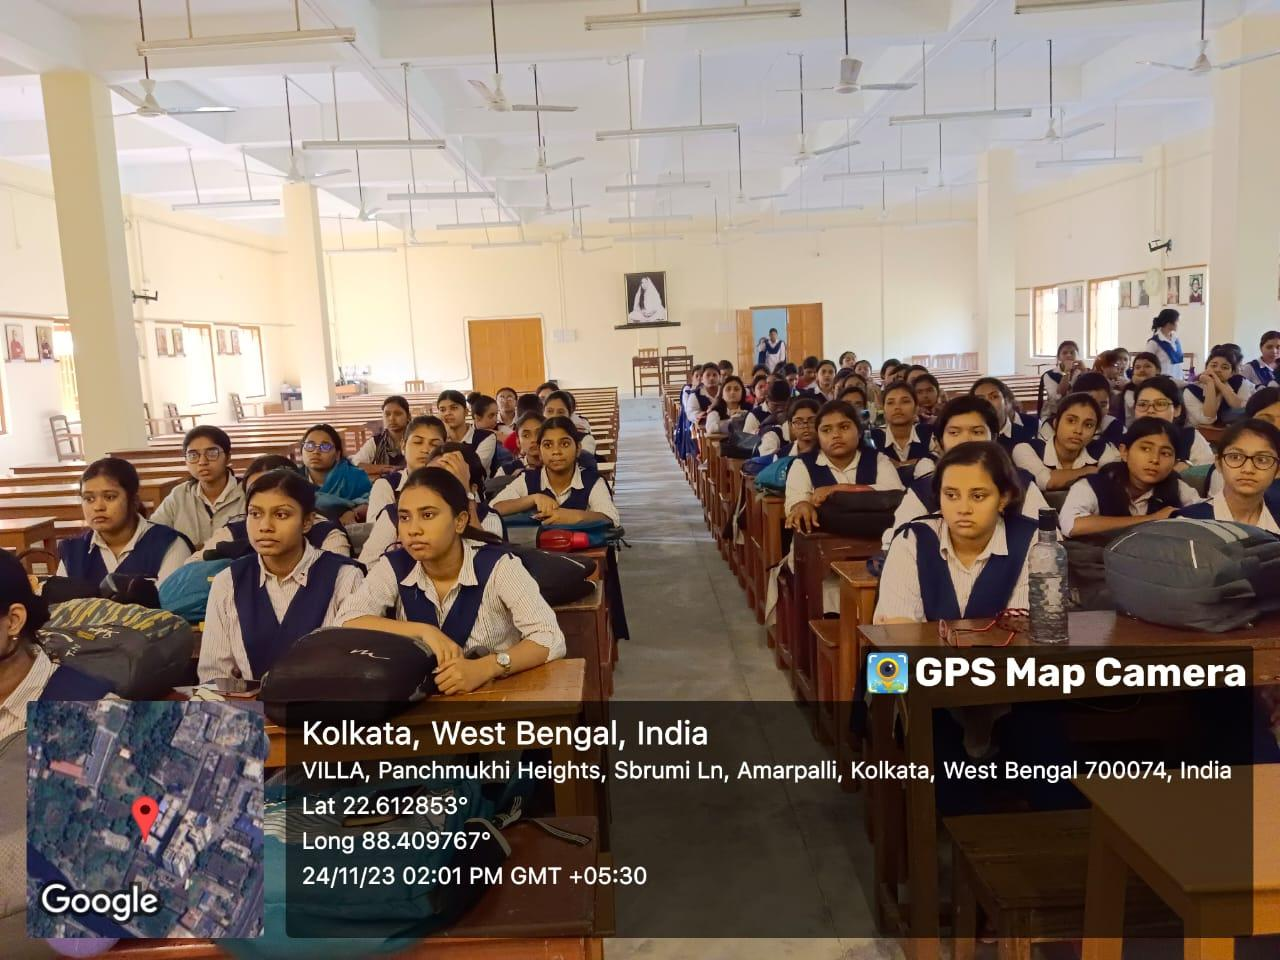 GPS Map Camera
Kolkata, West Bengal, India
VILLA, Panchmukhi Heights, Sbrumi Ln, Amarpalli, Kolkata, West Bengal 700074, India
Lat 22.612853°
Long 88.409767°
24/11/23 02:01 PM GMT +05:30
Google